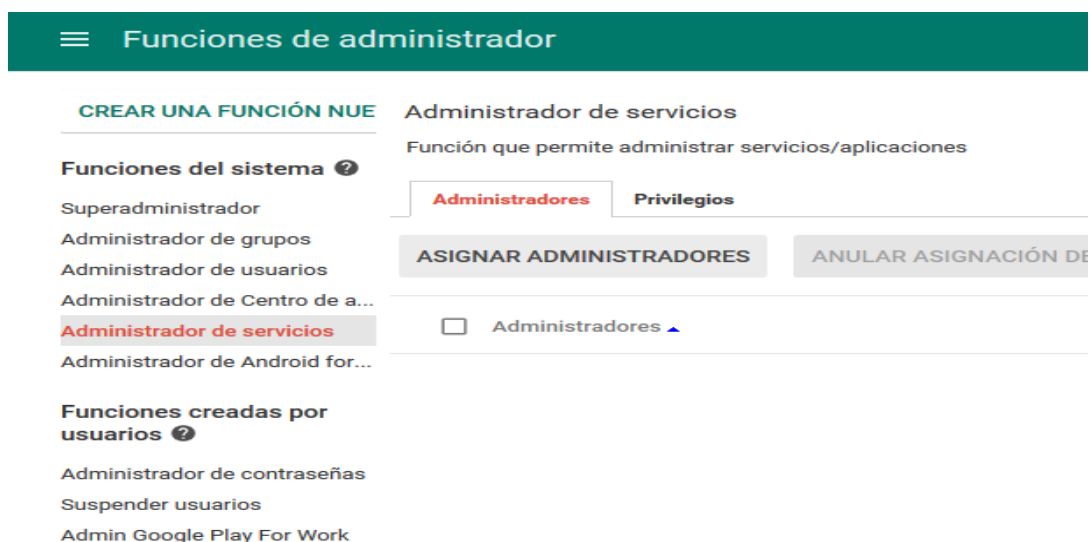 Funciones de administrador
CREAR UNA FUNCIÓN NUE
Funciones del sistema
Superadministrador
Administrador de grupos
Administrador de usuarios
Administrador de Centro de a...
Administrador de servicios
Administrador de Android for...
Funciones creadas por
usuarios
Administrador de contraseñas
Suspender usuarios
Admin Google Play For Work
Administrador de servicios
Función que permite administrar servicios/aplicaciones
Administradores Privilegios
ASIGNAR ADMINISTRADORES ANULAR ASIGNACIÓN DE
Administradores